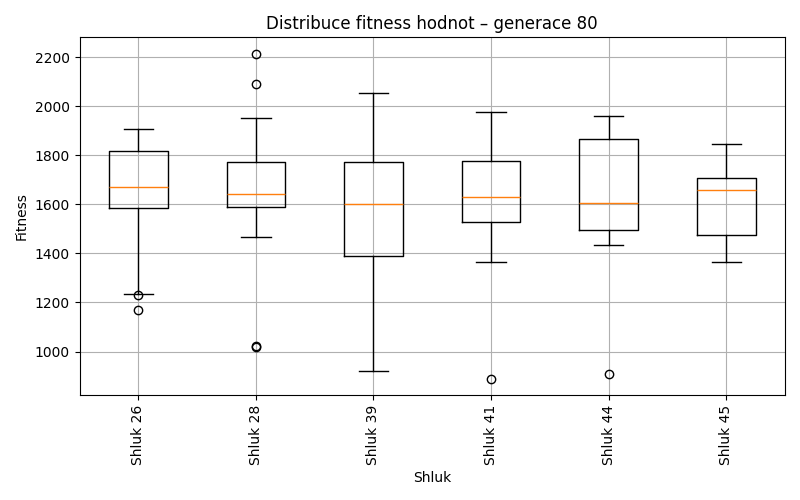 Distribuce fitness hodnot – generace 80
Fitness
2200
2000
1800
1600
1400
1200
1000
Shluk 26
Shluk 28
Shluk 39
Shluk 41
Shluk 44
Shluk 45
Shluk